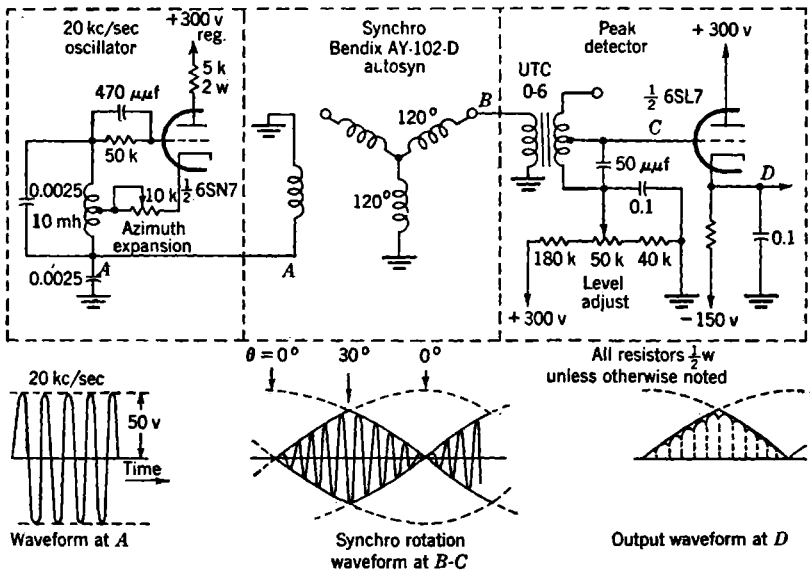 20 kc/sec
oscillator
+300 v
reg.
5 k
2 w
470 μμf
50 k
0.0025
10 mh
10 k
½ 6SN7
Azimuth
expansion
A
0.0025
Synchro
Bendix AY-102-D
autosyn
120°
120°
A
B
Peak
detector
+ 300 v
UTC
0-6
½ 6SL7
C
50 μμf
D
0.1
0.1
180 k
50 k
40 k
Level
adjust
+300 v
−150 v
20 kc/sec
50 v
Time
Waveform at A
θ = 0°
30°
0°
Synchro rotation
waveform at B-C
All resistors ½ w
unless otherwise noted
Output waveform at D